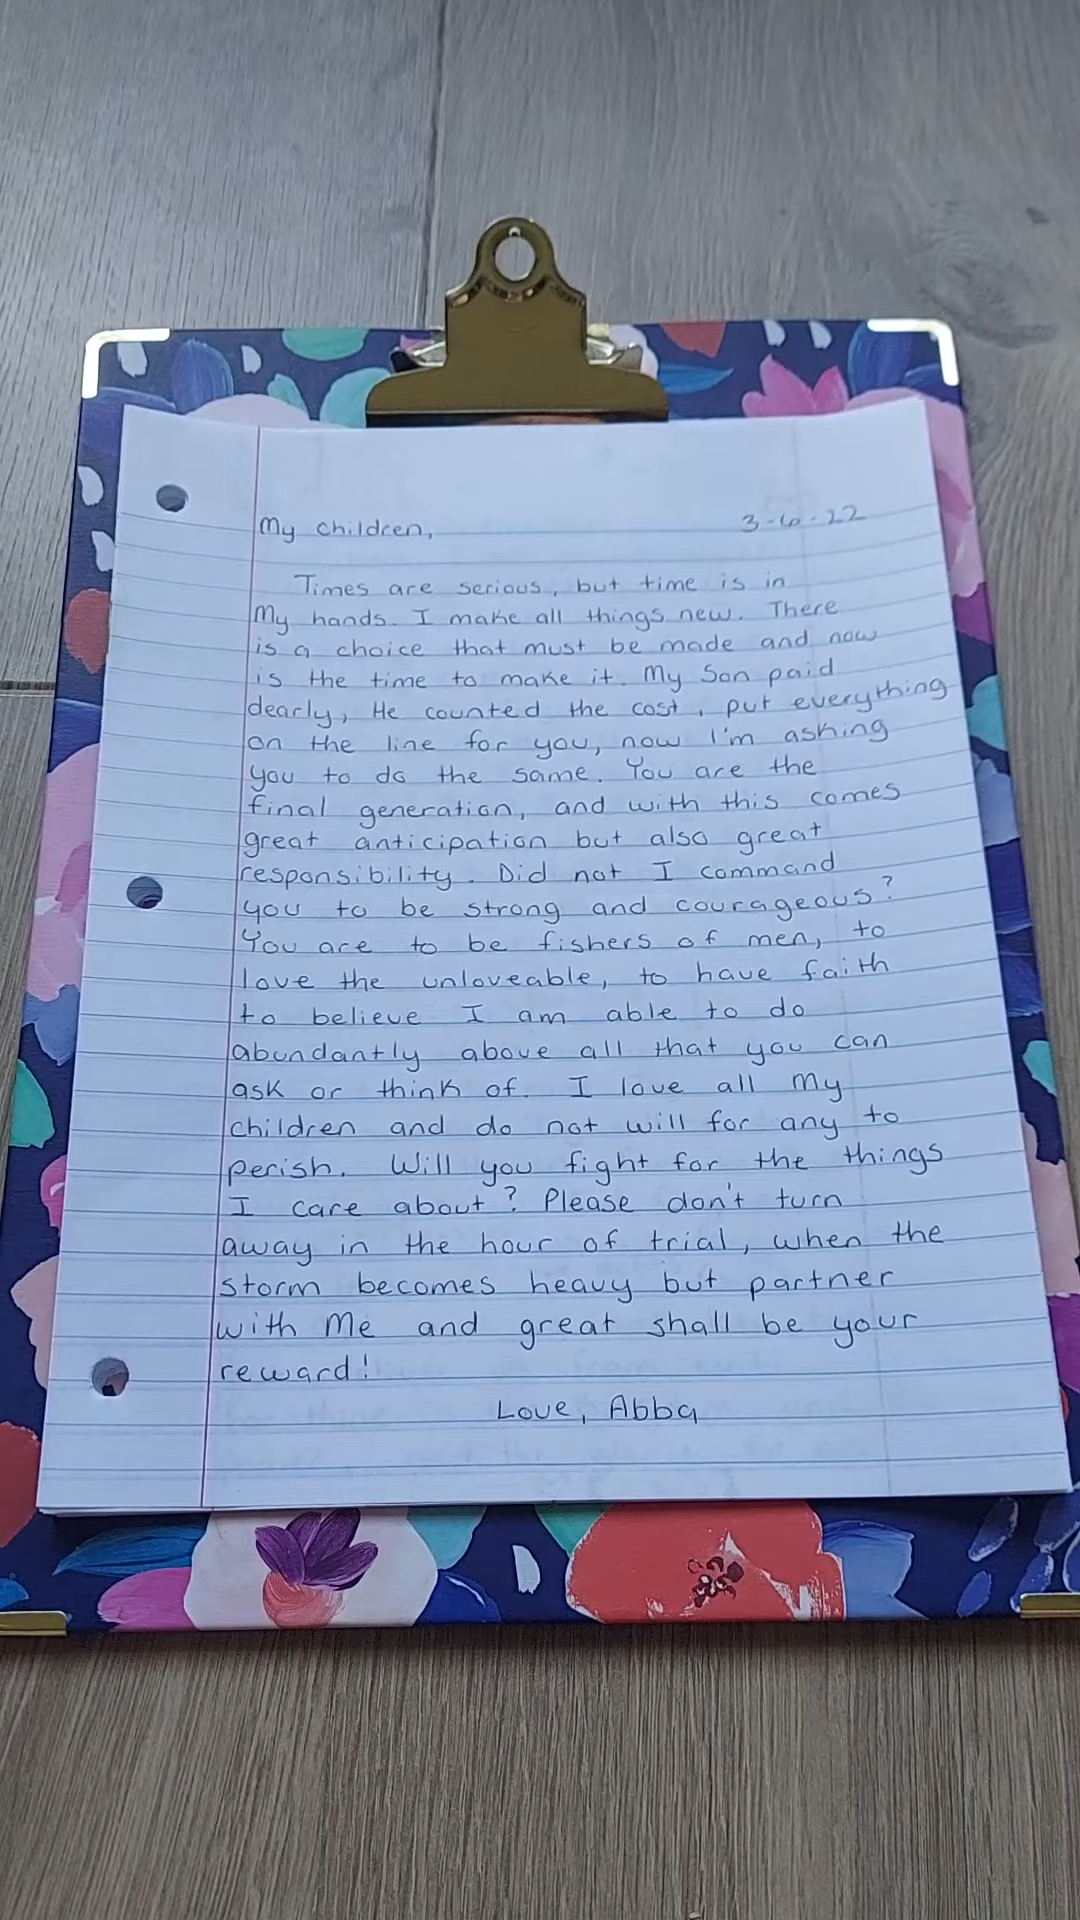 My children,
3-6-22
Times are serious, but time is in
My hands. I make all things new. There
is a choice that must be made and now
is the time to make it. My Son paid
dearly, He counted the cost, put everything
on the line for you, now I'm asking
you to do the same. You are the
final generation, and with this comes
great anticipation but also great
responsibility. Did not I command
you to be strong and courageous?
You are to be fishers of men, to
love the unloveable, to have faith
to believe I am able to do
abundantly above all that you can
ask or think of. I love all My
children and do not will for any to
perish. Will you fight for the things
I care about? Please don't turn
away in the hour of trial, when the
storm becomes heavy but partner
with Me and great shall be your
reward!
Love, Abba